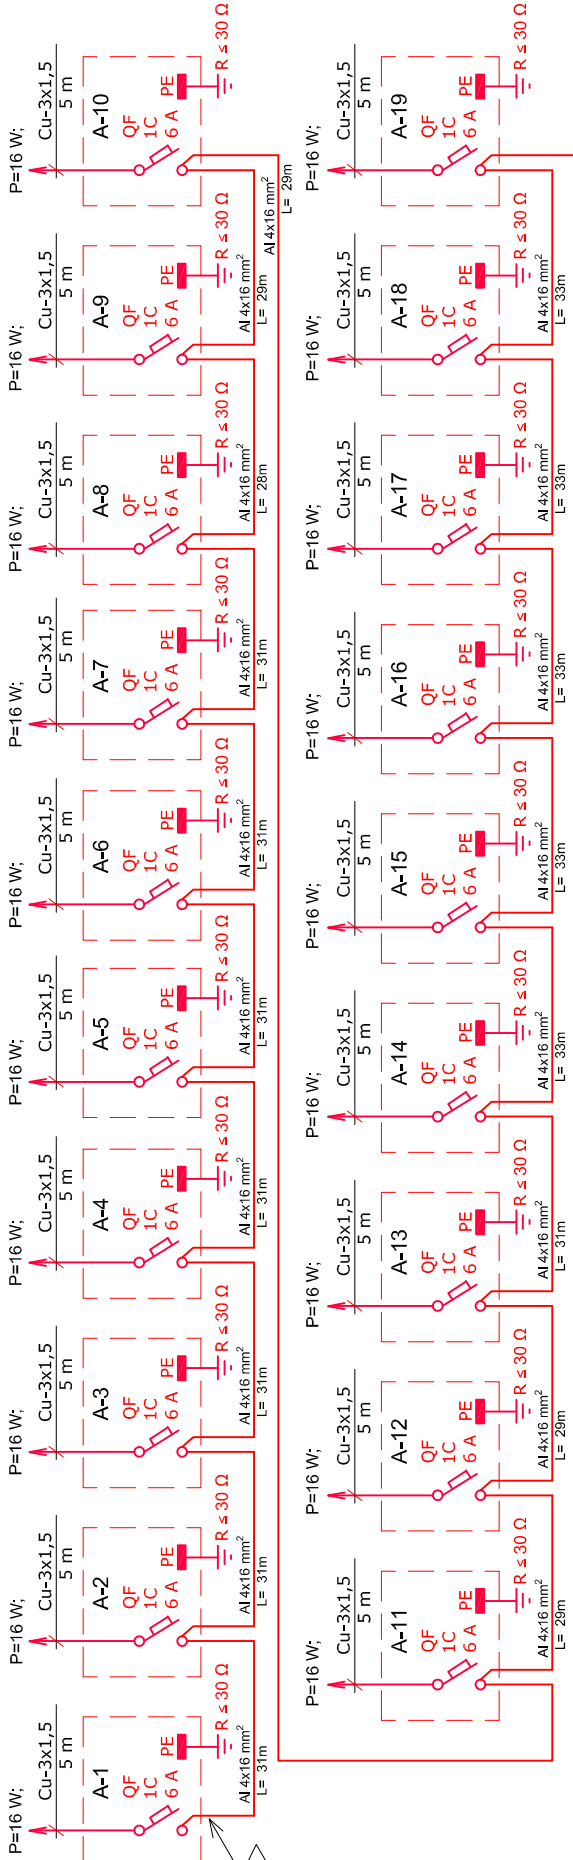 P=16 W;
Cu-3x1,5
5 m
A-1
QF
1C
6 A
PE
R ≤ 30 Ω
Al 4x16 mm²
L= 31m
P=16 W;
Cu-3x1,5
5 m
A-2
QF
1C
6 A
PE
R ≤ 30 Ω
Al 4x16 mm²
L= 31m
P=16 W;
Cu-3x1,5
5 m
A-3
QF
1C
6 A
PE
R ≤ 30 Ω
Al 4x16 mm²
L= 31m
P=16 W;
Cu-3x1,5
5 m
A-4
QF
1C
6 A
PE
R ≤ 30 Ω
Al 4x16 mm²
L= 31m
P=16 W;
Cu-3x1,5
5 m
A-5
QF
1C
6 A
PE
R ≤ 30 Ω
Al 4x16 mm²
L= 31m
P=16 W;
Cu-3x1,5
5 m
A-6
QF
1C
6 A
PE
R ≤ 30 Ω
Al 4x16 mm²
L= 31m
P=16 W;
Cu-3x1,5
5 m
A-7
QF
1C
6 A
PE
R ≤ 30 Ω
Al 4x16 mm²
L= 31m
P=16 W;
Cu-3x1,5
5 m
A-8
QF
1C
6 A
PE
R ≤ 30 Ω
Al 4x16 mm²
L= 28m
P=16 W;
Cu-3x1,5
5 m
A-9
QF
1C
6 A
PE
R ≤ 30 Ω
Al 4x16 mm²
L= 29m
P=16 W;
Cu-3x1,5
5 m
A-10
QF
1C
6 A
PE
R ≤ 30 Ω
Al 4x16 mm²
L= 29m
P=16 W;
Cu-3x1,5
5 m
A-11
QF
1C
6 A
PE
R ≤ 30 Ω
Al 4x16 mm²
L= 29m
P=16 W;
Cu-3x1,5
5 m
A-12
QF
1C
6 A
PE
R ≤ 30 Ω
Al 4x16 mm²
L= 29m
P=16 W;
Cu-3x1,5
5 m
A-13
QF
1C
6 A
PE
R ≤ 30 Ω
Al 4x16 mm²
L= 31m
P=16 W;
Cu-3x1,5
5 m
A-14
QF
1C
6 A
PE
R ≤ 30 Ω
Al 4x16 mm²
L= 33m
P=16 W;
Cu-3x1,5
5 m
A-15
QF
1C
6 A
PE
R ≤ 30 Ω
Al 4x16 mm²
L= 33m
P=16 W;
Cu-3x1,5
5 m
A-16
QF
1C
6 A
PE
R ≤ 30 Ω
Al 4x16 mm²
L= 33m
P=16 W;
Cu-3x1,5
5 m
A-17
QF
1C
6 A
PE
R ≤ 30 Ω
Al 4x16 mm²
L= 33m
P=16 W;
Cu-3x1,5
5 m
A-18
QF
1C
6 A
PE
R ≤ 30 Ω
Al 4x16 mm²
L= 33m
P=16 W;
Cu-3x1,5
5 m
A-19
QF
1C
6 A
PE
R ≤ 30 Ω